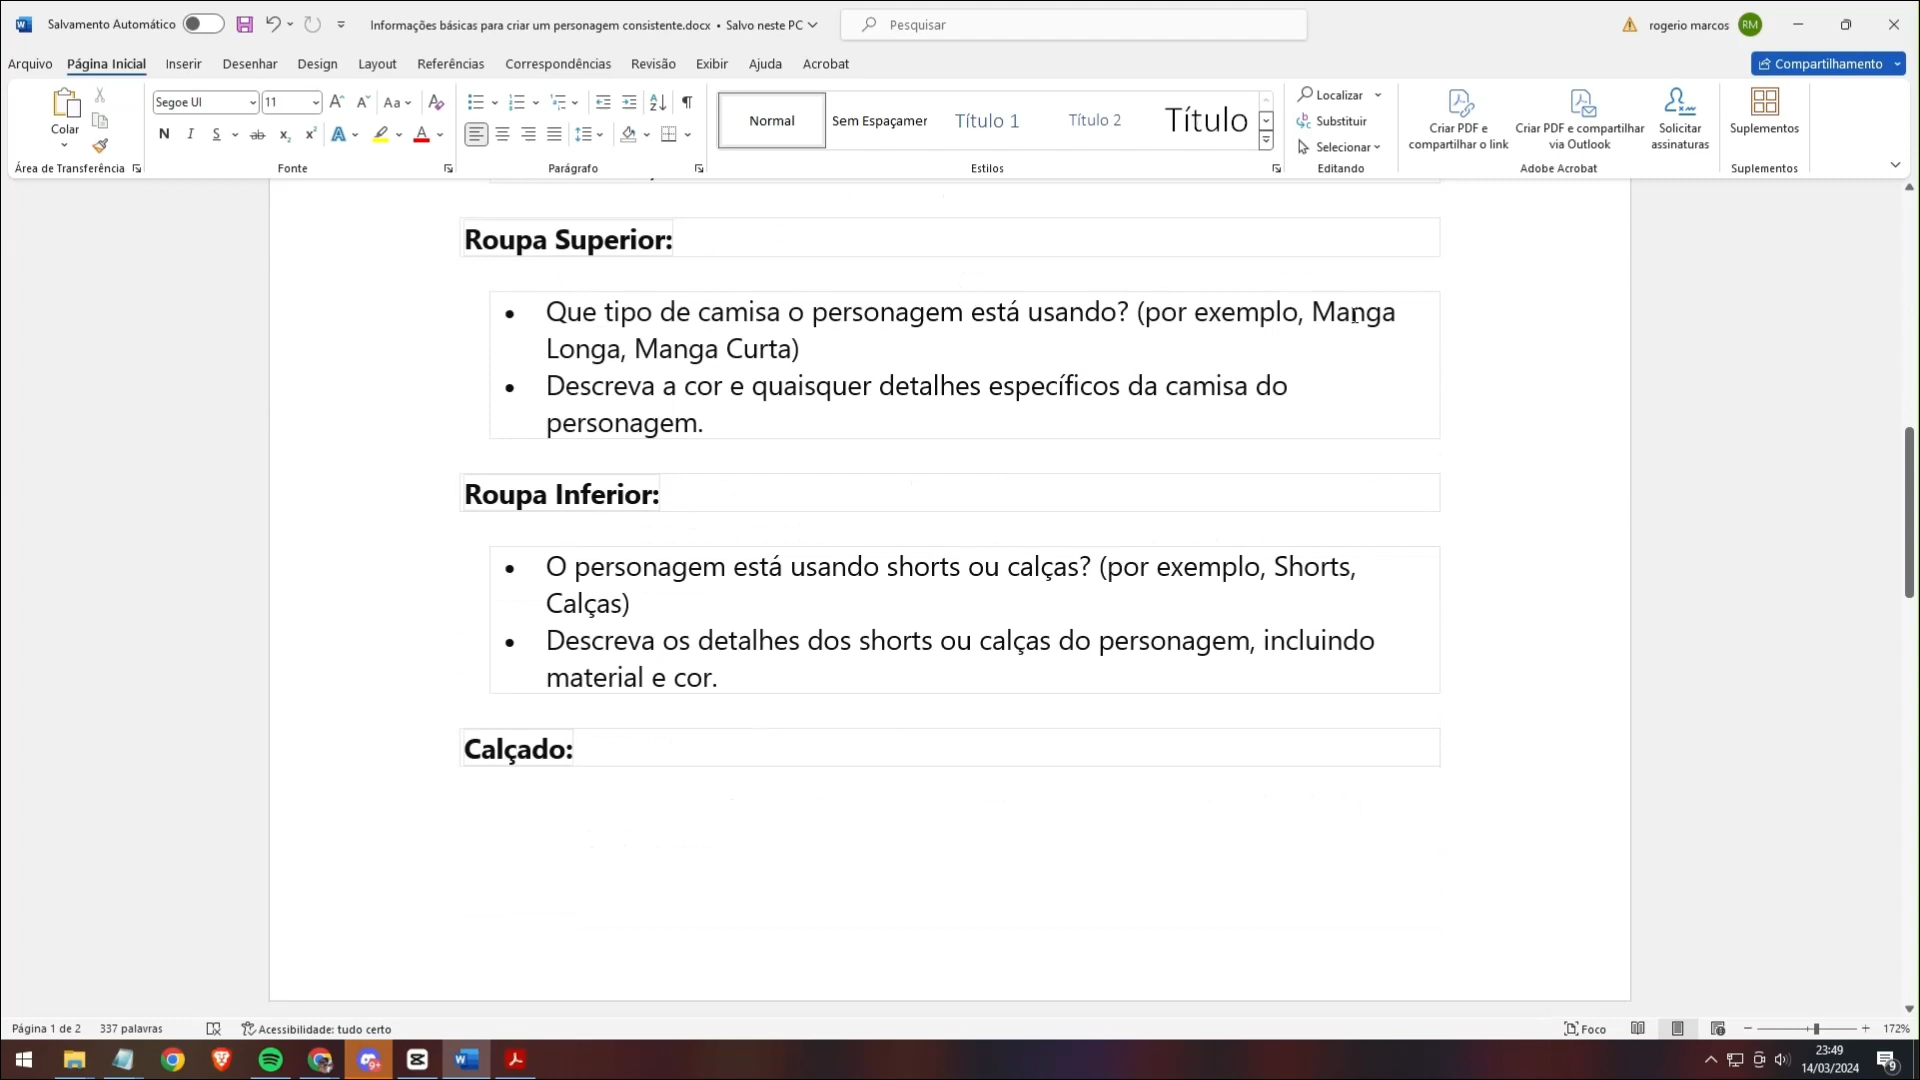 Salvamento Automático
Informações básicas para criar um personagem consistente.docx • Salvo neste PC
Pesquisar
rogerio marcos
RM
Arquivo
Página Inicial
Inserir
Desenhar
Design
Layout
Referências
Correspondências
Revisão
Exibir
Ajuda
Acrobat
Compartilhamento
Colar
Área de Transferência
Segoe UI
11
Aa
N
I
S
ab
Fonte
Parágrafo
Normal
Sem Espaçamer
Título 1
Título 2
Título
Estilos
Localizar
Substituir
Selecionar
Editando
Criar PDF e
compartilhar o link
Criar PDF e compartilhar
via Outlook
Solicitar
assinaturas
Adobe Acrobat
Suplementos
Suplementos
Roupa Superior:
• Que tipo de camisa o personagem está usando? (por exemplo, Manga
Longa, Manga Curta)
• Descreva a cor e quaisquer detalhes específicos da camisa do
personagem.
Roupa Inferior:
• O personagem está usando shorts ou calças? (por exemplo, Shorts,
Calças)
• Descreva os detalhes dos shorts ou calças do personagem, incluindo
material e cor.
Calçado:
Página 1 de 2
337 palavras
Acessibilidade: tudo certo
Foco
172%
23:49
14/03/2024
9